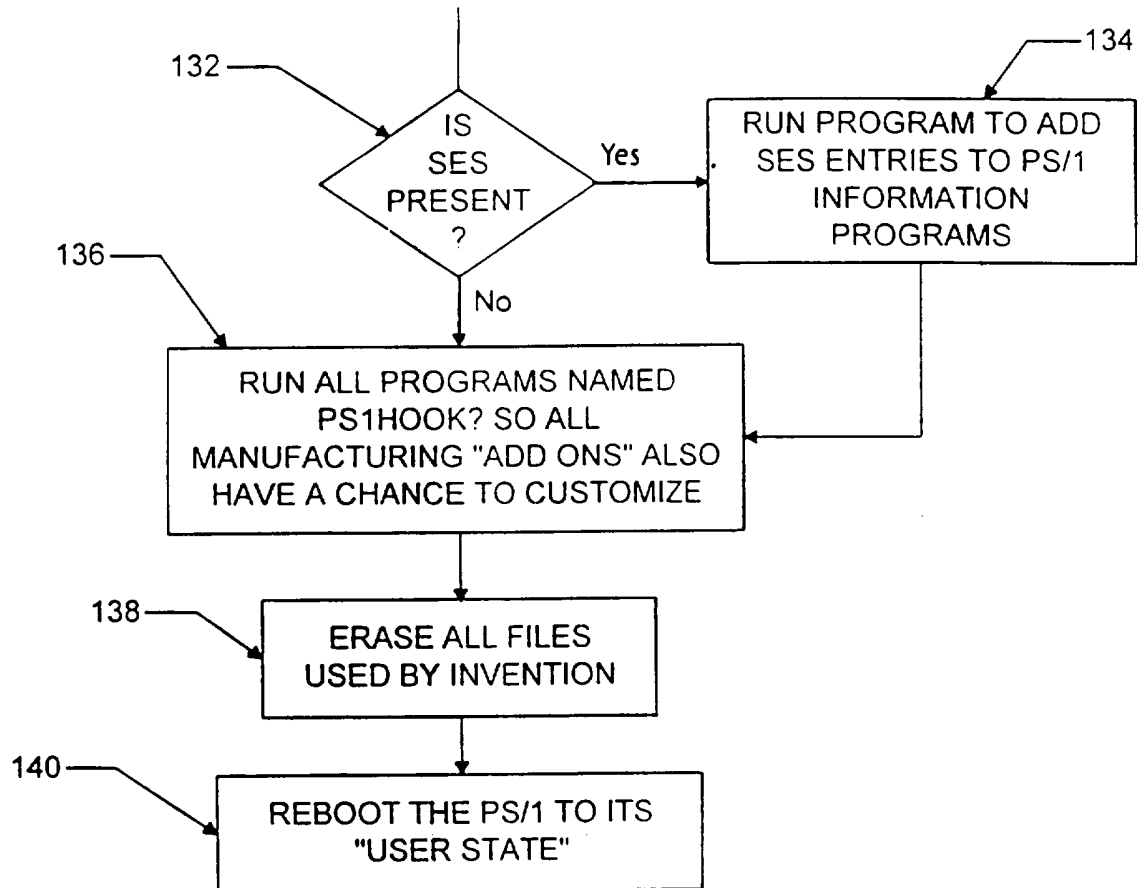 132
IS
SES
PRESENT
?
Yes
134
RUN PROGRAM TO ADD
SES ENTRIES TO PS/1
INFORMATION
PROGRAMS
136
No
RUN ALL PROGRAMS NAMED
PS1HOOK? SO ALL
MANUFACTURING "ADD ONS" ALSO
HAVE A CHANCE TO CUSTOMIZE
138
ERASE ALL FILES
USED BY INVENTION
140
REBOOT THE PS/1 TO ITS
"USER STATE"